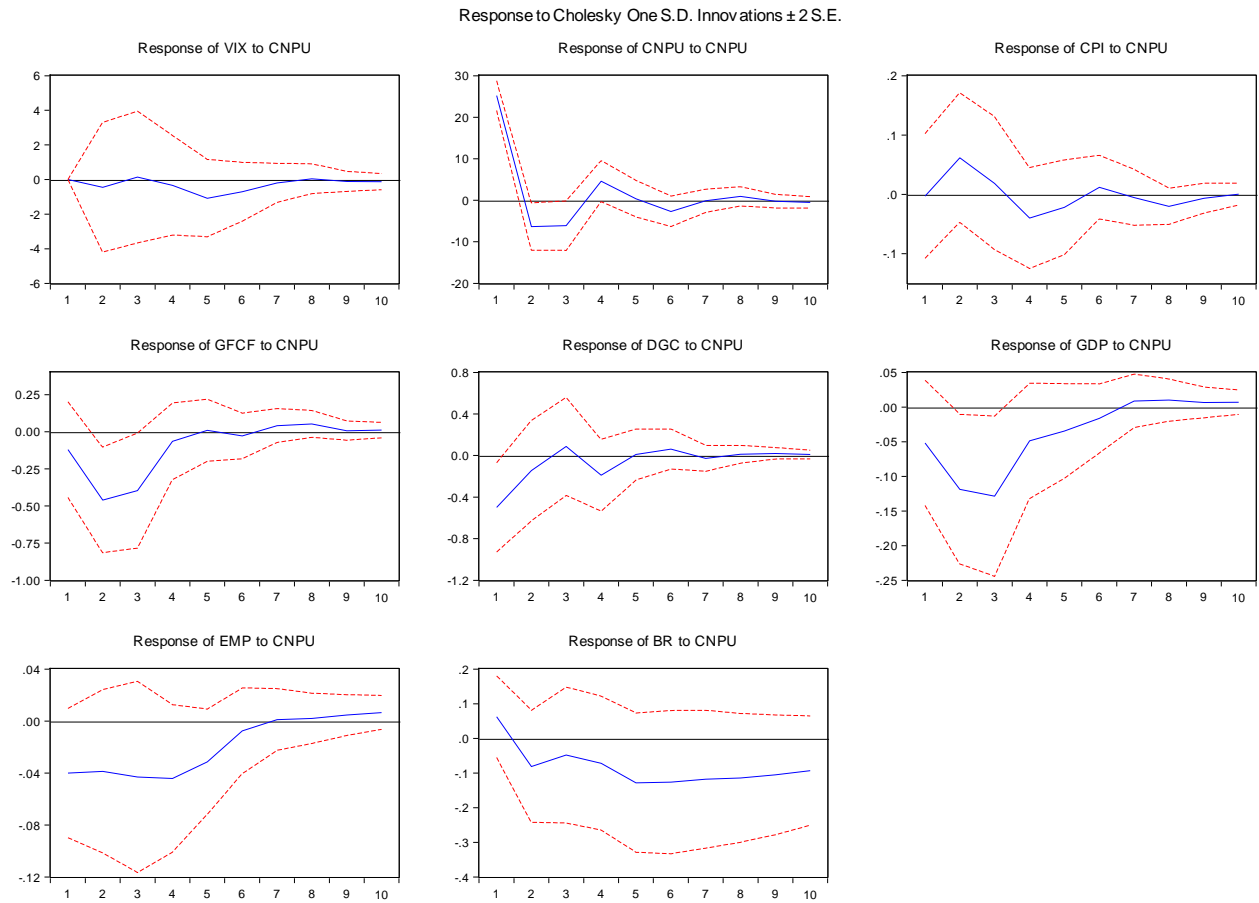 Response to Cholesky One S.D. Innovations ± 2 S.E.
Response of VIX to CNPU
6
4
2
0
-2
-4
-6
1 2 3 4 5 6 7 8 9 10
Response of CNPU to CNPU
30
20
10
0
-10
-20
1 2 3 4 5 6 7 8 9 10
Response of CPI to CNPU
.2
.1
.0
-.1
1 2 3 4 5 6 7 8 9 10
Response of GFCF to CNPU
0.25
0.00
-0.25
-0.50
-0.75
-1.00
1 2 3 4 5 6 7 8 9 10
Response of DGC to CNPU
0.8
0.4
0.0
-0.4
-0.8
-1.2
1 2 3 4 5 6 7 8 9 10
Response of GDP to CNPU
.05
.00
-.05
-.10
-.15
-.20
-.25
1 2 3 4 5 6 7 8 9 10
Response of EMP to CNPU
.04
.00
-.04
-.08
-.12
1 2 3 4 5 6 7 8 9 10
Response of BR to CNPU
.2
.1
.0
-.1
-.2
-.3
-.4
1 2 3 4 5 6 7 8 9 10